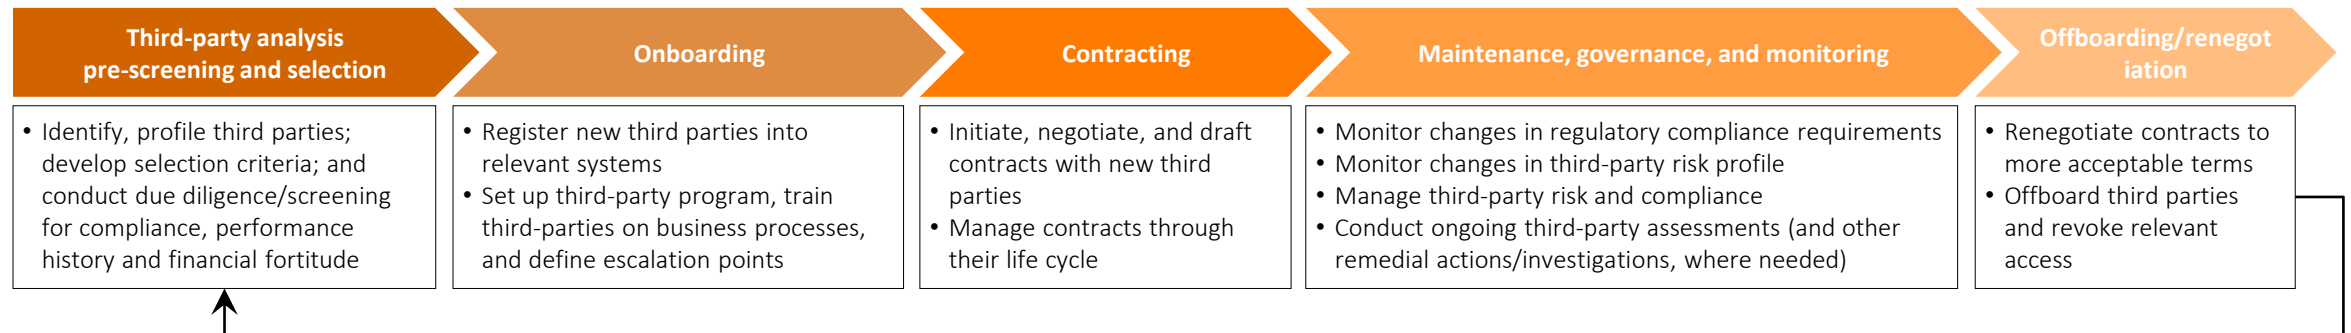 Third-party analysis
pre-screening and selection
Onboarding
Contracting
Maintenance, governance, and monitoring
Offboarding/renegot
iation
• Identify, profile third parties;
develop selection criteria; and
conduct due diligence/screening
for compliance, performance
history and financial fortitude
• Register new third parties into
relevant systems
• Set up third-party program, train
third-parties on business processes,
and define escalation points
• Initiate, negotiate, and draft
contracts with new third
parties
• Manage contracts through
their life cycle
• Monitor changes in regulatory compliance requirements
• Monitor changes in third-party risk profile
• Manage third-party risk and compliance
• Conduct ongoing third-party assessments (and other
remedial actions/investigations, where needed)
• Renegotiate contracts to
more acceptable terms
• Offboard third parties
and revoke relevant
access